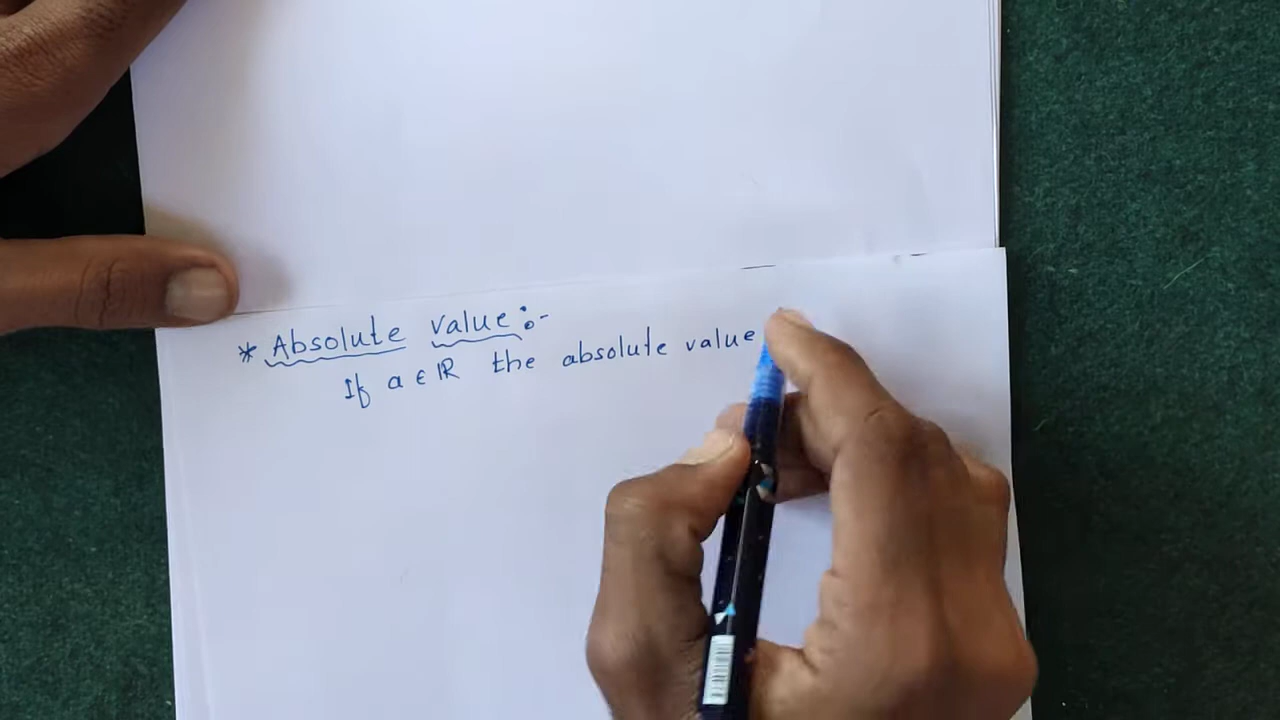 * Absolute value :-
If a ∈ ℝ the absolute value